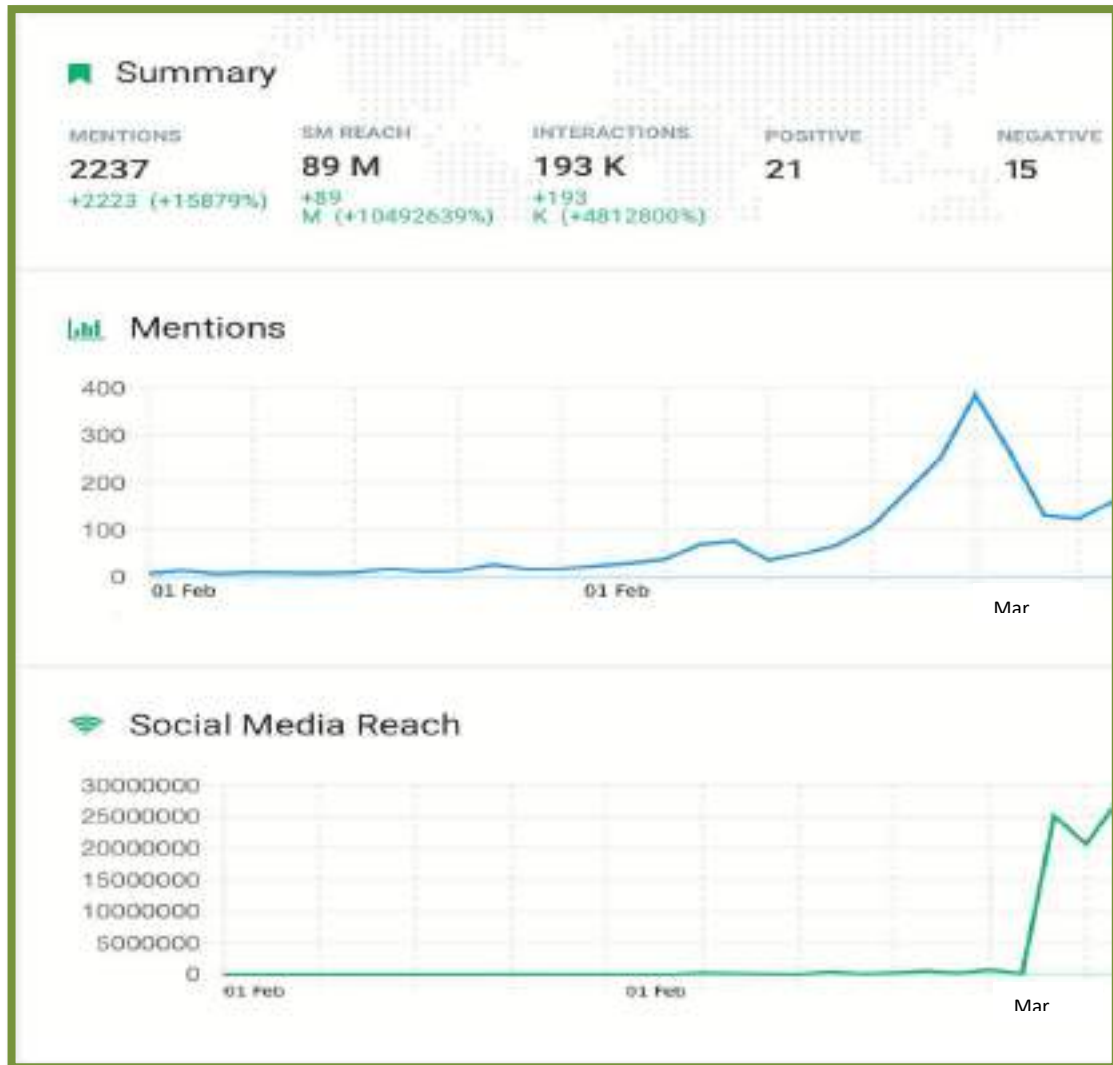 Summary
MENTIONS SM REACH INTERACTIONS POSITIVE NEGATIVE
2237 89 M 193 K 21 15
+2223 (+15879%) +89 +193
M (+10492639%) K (+4812800%)
Mentions
400
300
200
100
0
01 Feb 01 Feb
Mar
Social Media Reach
30000000
25000000
20000000
15000000
10000000
5000000
0
01 Feb 01 Feb
Mar